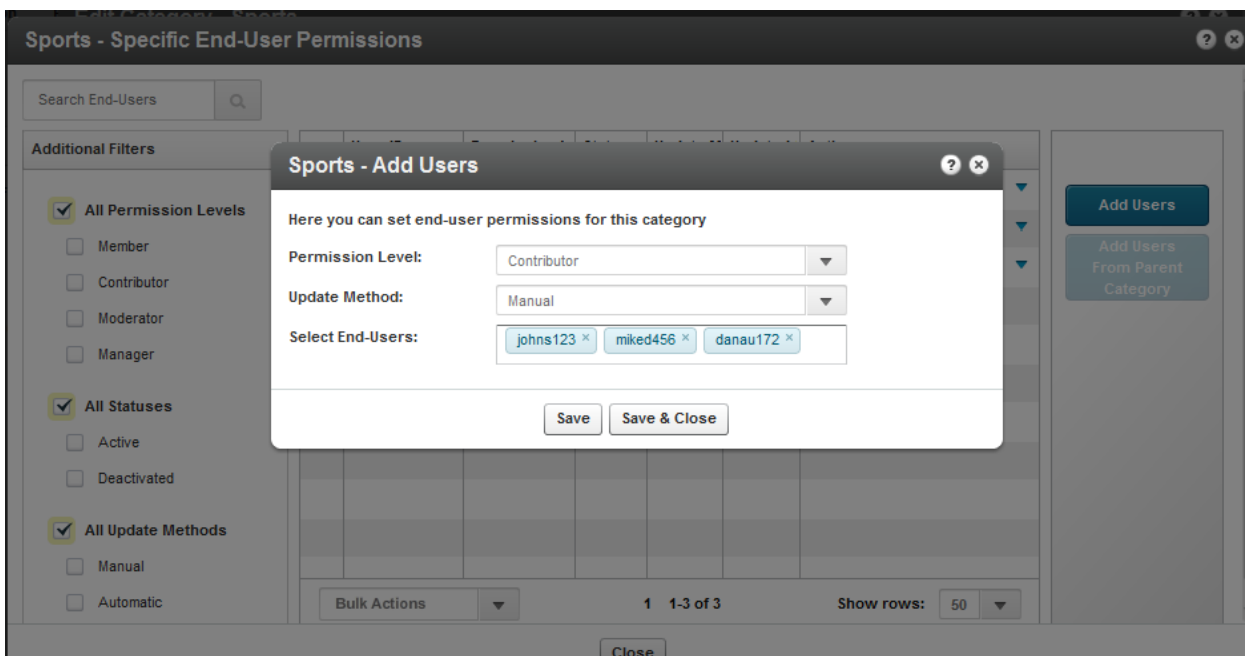 Edit Category - Sports
Sports - Specific End-User Permissions
Search End-Users
Additional Filters
All Permission Levels
Member
Contributor
Moderator
Manager
All Statuses
Active
Deactivated
All Update Methods
Manual
Automatic
Sports - Add Users
Here you can set end-user permissions for this category
Permission Level:
Contributor
Update Method:
Manual
Select End-Users:
johns123 × miked456 × danau172 ×
Save Save & Close
Add Users
Add Users
From Parent
Category
Bulk Actions 1 1-3 of 3 Show rows: 50
Close